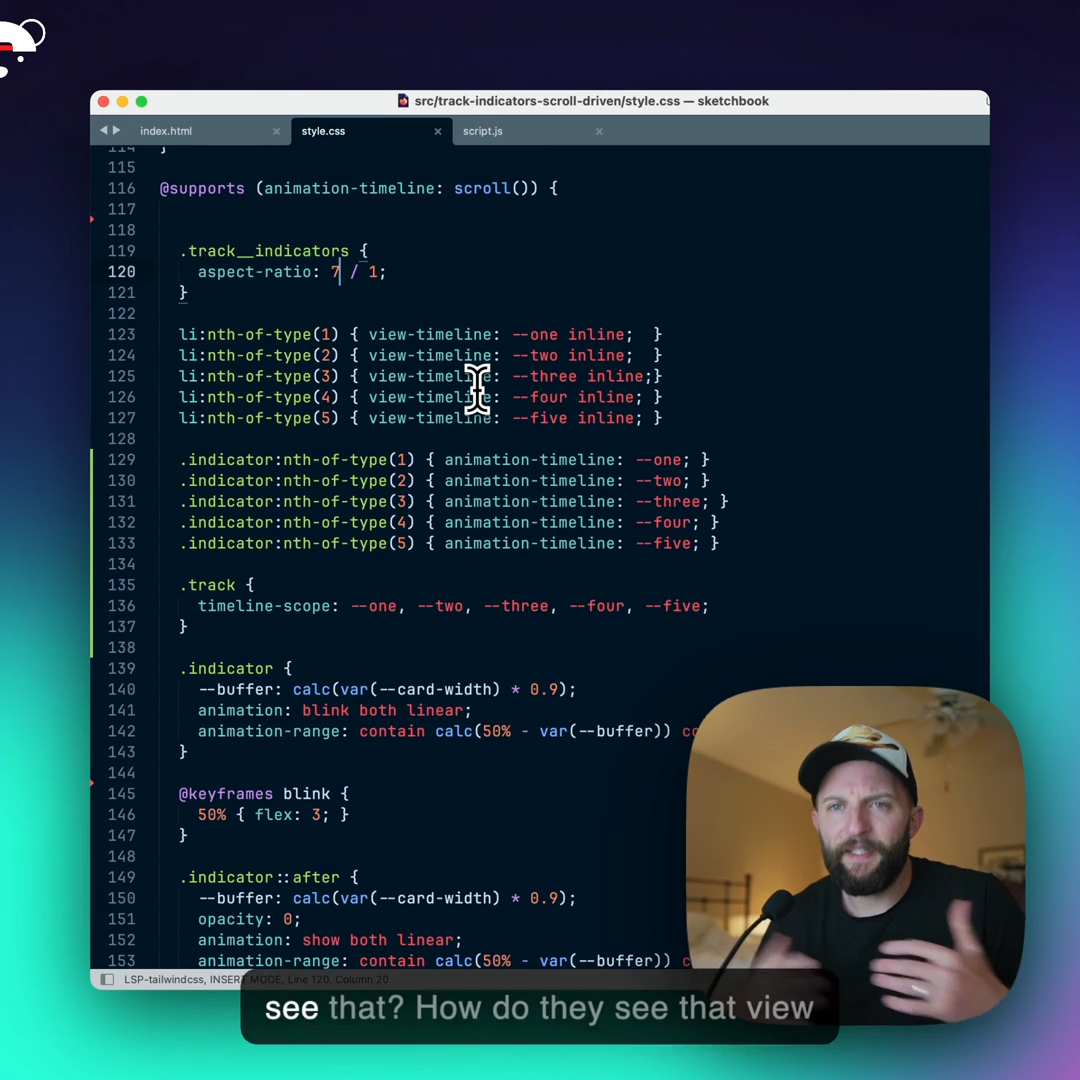 src/track-indicators-scroll-driven/style.css — sketchbook
index.html
style.css
script.js
114 }
115
116 @supports (animation-timeline: scroll()) {
117
118
119 .track__indicators {
120 aspect-ratio: 7 / 1;
121 }
122
123 li:nth-of-type(1) { view-timeline: --one inline; }
124 li:nth-of-type(2) { view-timeline: --two inline; }
125 li:nth-of-type(3) { view-timeline: --three inline;}
126 li:nth-of-type(4) { view-timeline: --four inline; }
127 li:nth-of-type(5) { view-timeline: --five inline; }
128
129 .indicator:nth-of-type(1) { animation-timeline: --one; }
130 .indicator:nth-of-type(2) { animation-timeline: --two; }
131 .indicator:nth-of-type(3) { animation-timeline: --three; }
132 .indicator:nth-of-type(4) { animation-timeline: --four; }
133 .indicator:nth-of-type(5) { animation-timeline: --five; }
134
135 .track {
136 timeline-scope: --one, --two, --three, --four, --five;
137 }
138
139 .indicator {
140 --buffer: calc(var(--card-width) * 0.9);
141 animation: blink both linear;
142 animation-range: contain calc(50% - var(--buffer)) c
143 }
144
145 @keyframes blink {
146 50% { flex: 3; }
147 }
148
149 .indicator::after {
150 --buffer: calc(var(--card-width) * 0.9);
151 opacity: 0;
152 animation: show both linear;
153 animation-range: contain calc(50% - var(--buffer)) c
LSP-tailwindcss, INSERT MODE, Line 120, Column 20
see that? How do they see that view